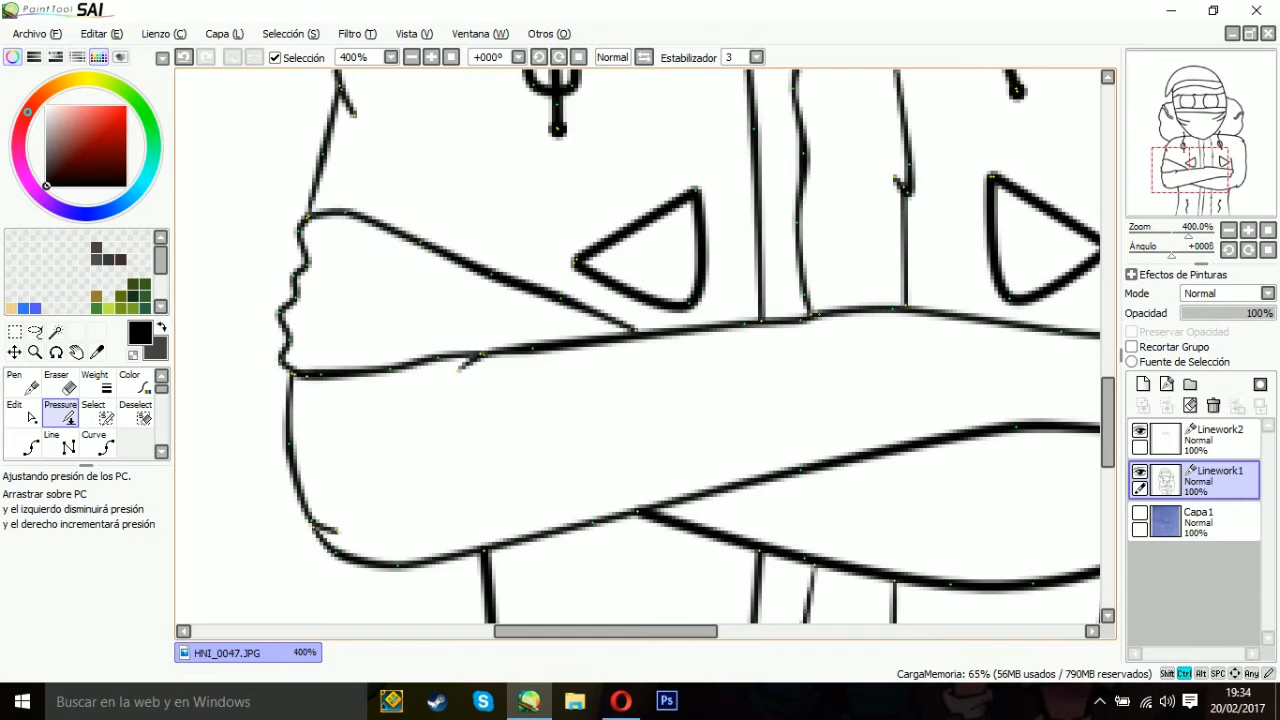 PaintTool SAI
Archivo (F) Editar (E) Lienzo (C) Capa (L) Selección (S) Filtro (T) Vista (V) Ventana (W) Otros (O)
Selección 400% +000° Normal Estabilizador 3
Zoom 400.0%
Ángulo +000ß
Efectos de Pinturas
Modo Normal
Opacidad 100%
Preservar Opacidad
Recortar Grupo
Fuente de Selección
Pen Eraser Weight Color
Edit Pressure Select Deselect
Line Curve
Ajustando presión de los PC.
Arrastrar sobre PC
y el izquierdo disminuirá presión
y el derecho incrementará presión
Linework2
Normal
100%
Linework1
Normal
100%
Capa1
Normal
100%
HNI_0047.JPG 400%
CargaMemoria: 65% (56MB usados / 790MB reservados) Shift Ctrl Alt SPC Any
Buscar en la web y en Windows
Ps
19:34
20/02/2017